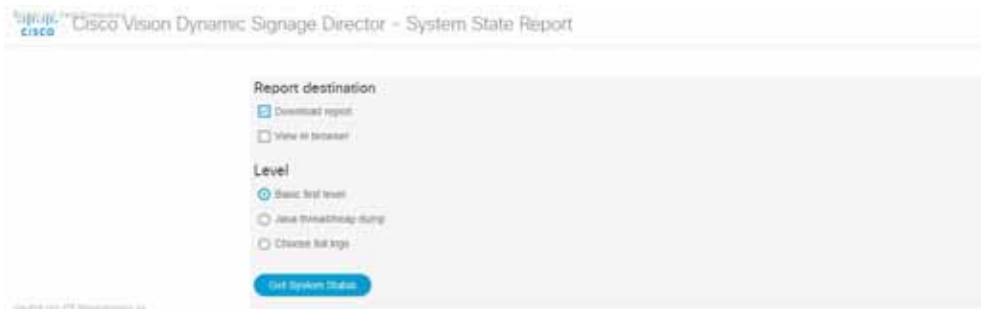 CISCO Cisco Vision Dynamic Signage Director – System State Report
Report destination
Download report
View in browser
Level
Basic first level
Java thread/heap dump
Choose full logs
Get System Status